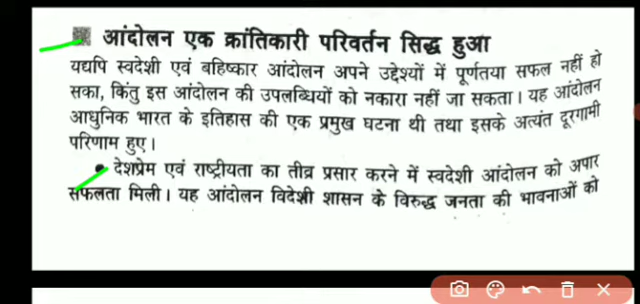 आंदोलन एक क्रांतिकारी परिवर्तन सिद्ध हुआ
यद्यपि स्वदेशी एवं बहिष्कार आंदोलन अपने उद्देश्यों में पूर्णतया सफल नहीं हो
सका, किंतु इस आंदोलन की उपलब्धियों को नकारा नहीं जा सकता। यह आंदोलन
आधुनिक भारत के इतिहास की एक प्रमुख घटना थी तथा इसके अत्यंत दूरगामी
परिणाम हुए।
• देशप्रेम एवं राष्ट्रीयता का तीव्र प्रसार करने में स्वदेशी आंदोलन को अपार
सफलता मिली। यह आंदोलन विदेशी शासन के विरुद्ध जनता की भावनाओं को